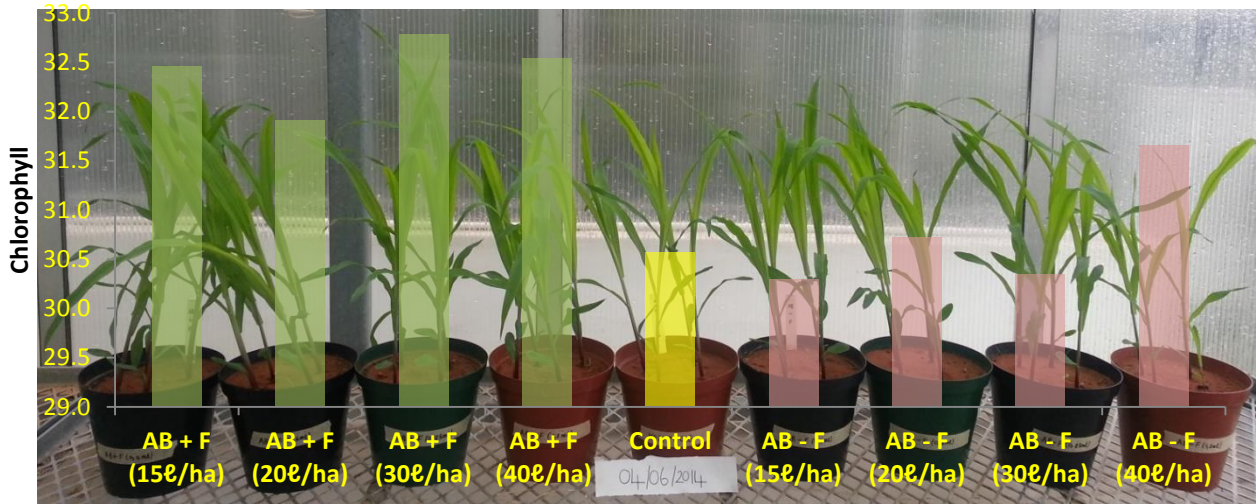 33.0
32.5
32.0
31.5
31.0
30.5
30.0
29.5
29.0
Chlorophyll
AB + F
(15ℓ/ha)
AB + F
(20ℓ/ha)
AB + F
(30ℓ/ha)
AB + F
(40ℓ/ha)
Control
AB - F
(15ℓ/ha)
AB - F
(20ℓ/ha)
AB - F
(30ℓ/ha)
AB - F
(40ℓ/ha)
04/06/2014